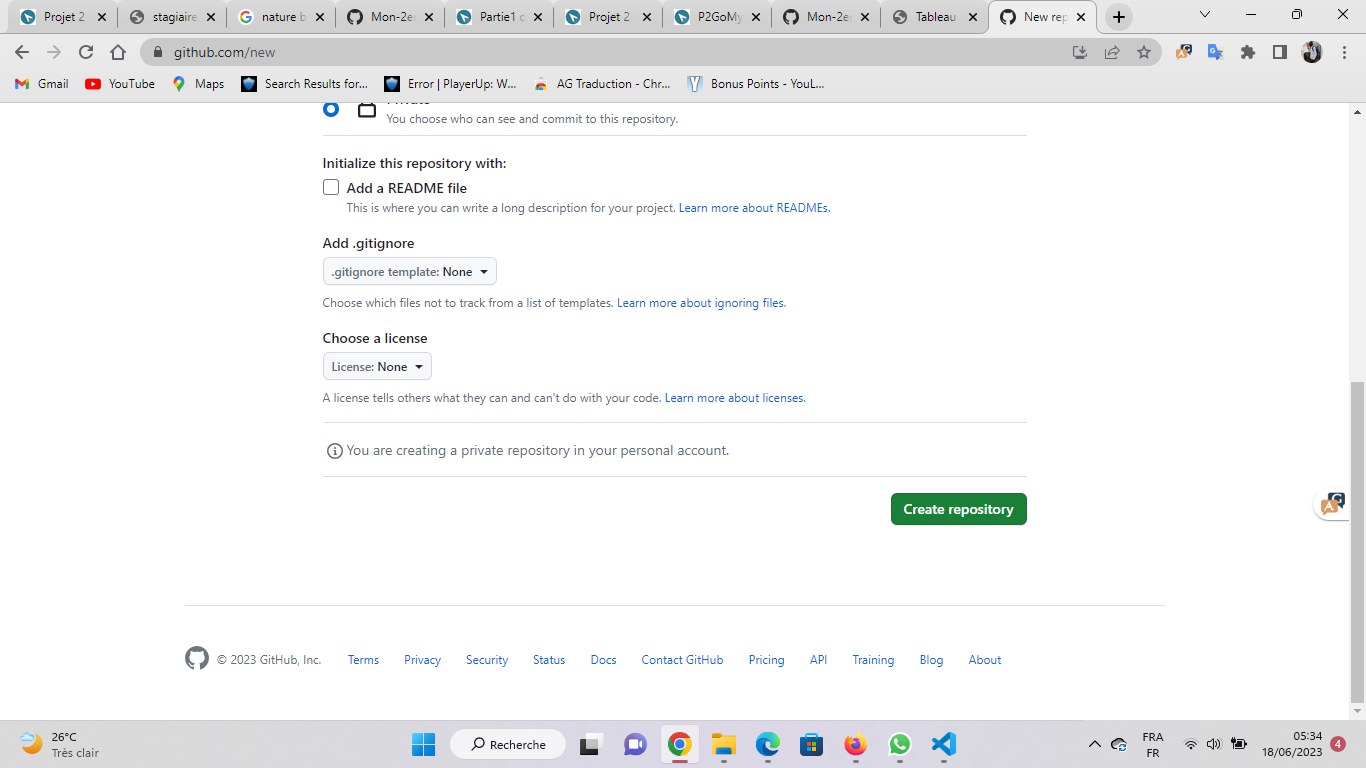 Projet 2
stagiaire
nature b
Mon-2e
Partie1 d
Projet 2
P2GoMy
Mon-2e
Tableau
New rep
github.com/new
Gmail
YouTube
Maps
Search Results for...
Error | PlayerUp: W...
AG Traduction - Chr...
Bonus Points - YouL...
Private
You choose who can see and commit to this repository.
Initialize this repository with:
Add a README file
This is where you can write a long description for your project. Learn more about READMEs.
Add .gitignore
.gitignore template: None
Choose which files not to track from a list of templates. Learn more about ignoring files.
Choose a license
License: None
A license tells others what they can and can't do with your code. Learn more about licenses.
You are creating a private repository in your personal account.
Create repository
© 2023 GitHub, Inc.
Terms
Privacy
Security
Status
Docs
Contact GitHub
Pricing
API
Training
Blog
About
26°C
Très clair
Recherche
FRA
FR
05:34
18/06/2023
4